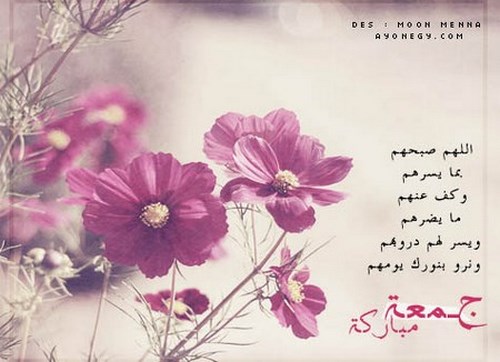 DES : MOON MENNA
AYONEGY.COM
اللهم صبحهم
بما يسرهم
وكف عنهم
ما يضرهم
ويسر لهم دروبهم
ونرو بنورك يومهم
جمعة
مباركة